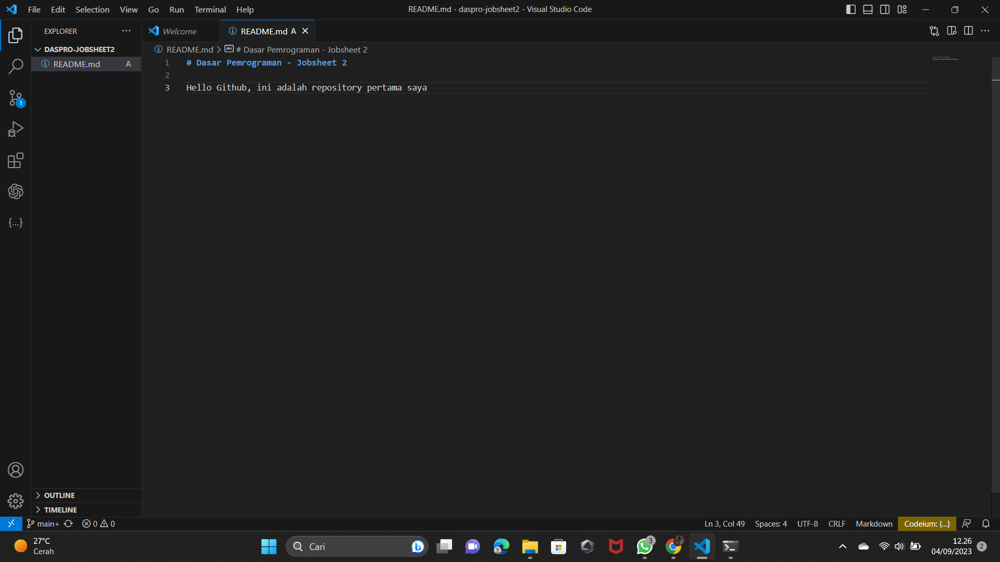 File Edit Selection View Go Run Terminal Help
README.md - daspro-jobsheet2 - Visual Studio Code
EXPLORER
Welcome
README.md A
DASPRO-JOBSHEET2
README.md > # Dasar Pemrograman - Jobsheet 2
README.md A
1 # Dasar Pemrograman - Jobsheet 2
2
3 Hello Github, ini adalah repository pertama saya
1
{...}
OUTLINE
TIMELINE
main+ 0 0
Ln 3, Col 49 Spaces: 4 UTF-8 CRLF Markdown Codeium: {...}
27°C
Cerah
Cari
3
12.26
04/09/2023
2